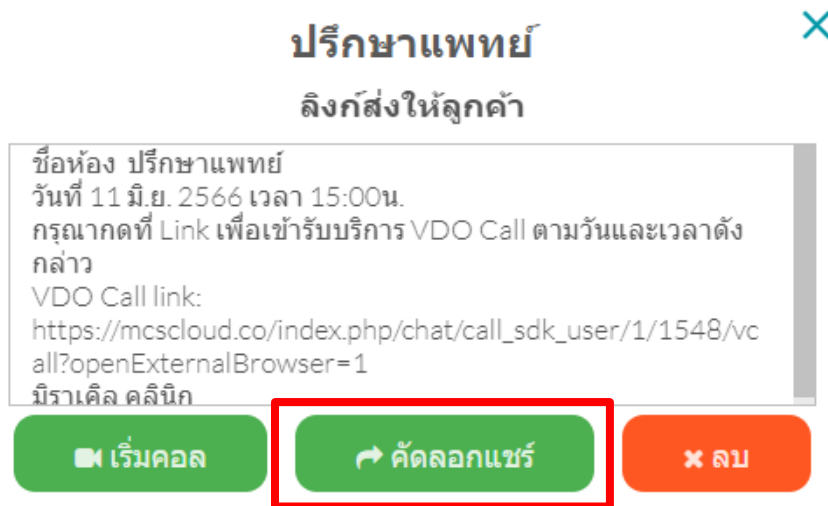 ปรึกษาแพทย์
ลิงก์ส่งให้ลูกค้า
ชื่อห้อง ปรึกษาแพทย์
วันที่ 11 มิ.ย. 2566 เวลา 15:00น.
กรุณากดที่ Link เพื่อเข้ารับบริการ VDO Call ตามวันและเวลาดัง
กล่าว
VDO Call link:
https://mcscloud.co/index.php/chat/call_sdk_user/1/1548/vc
all?openExternalBrowser=1
มิราเคิล คลินิก
เริ่มคอล
คัดลอกแชร์
ลบ